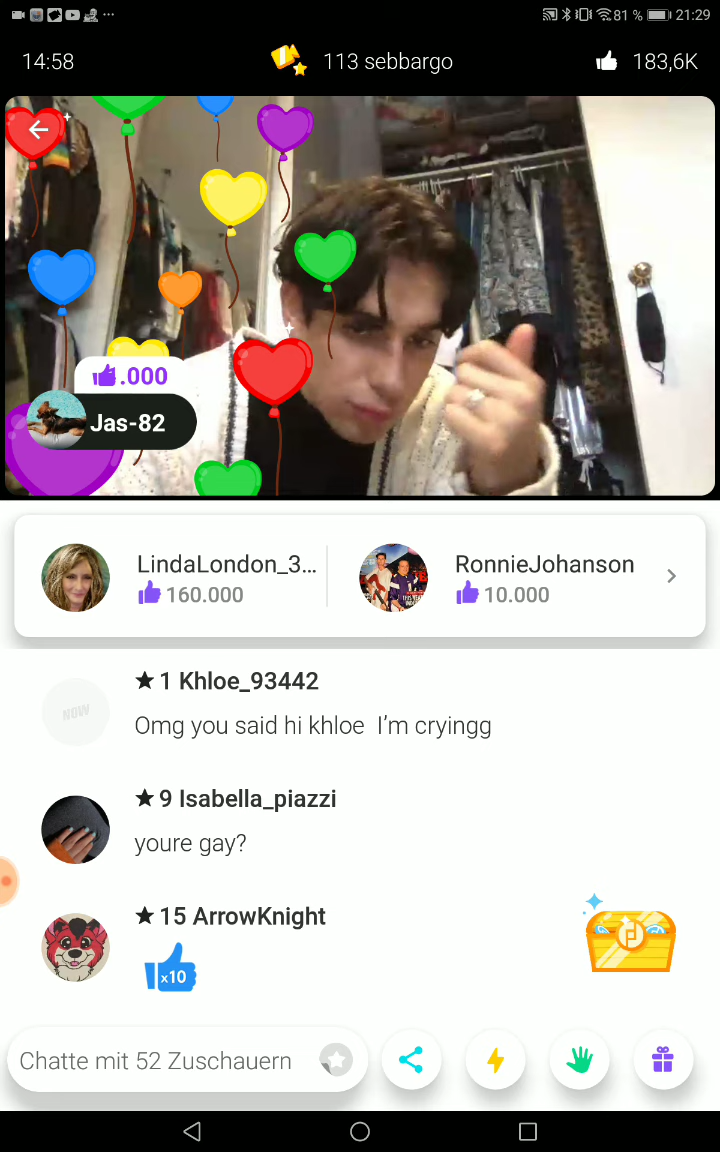 81 % 21:29
14:58
113 sebbargo
183,6K
.000
Jas-82
LindaLondon_3...
160.000
RonnieJohanson
10.000
★ 1 Khloe_93442
NOW
Omg you said hi khloe I’m cryingg
★ 9 Isabella_piazzi
youre gay?
★ 15 ArrowKnight
x10
Chatte mit 52 Zuschauern